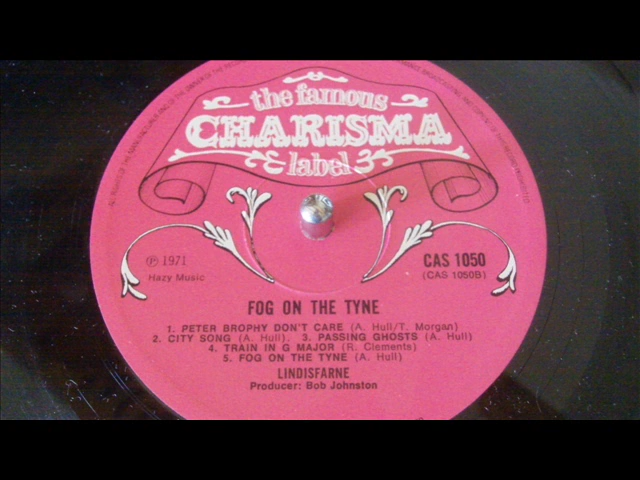 the famous
CHARISMA
label
℗ 1971
Hazy Music
CAS 1050
(CAS 1050B)
FOG ON THE TYNE
1. PETER BROPHY DON'T CARE (A. Hull/T. Morgan)
2. CITY SONG (A. Hull). 3. PASSING GHOSTS (A. Hull)
4. TRAIN IN G MAJOR (R. Clements)
5. FOG ON THE TYNE (A. Hull)
LINDISFARNE
Producer: Bob Johnston